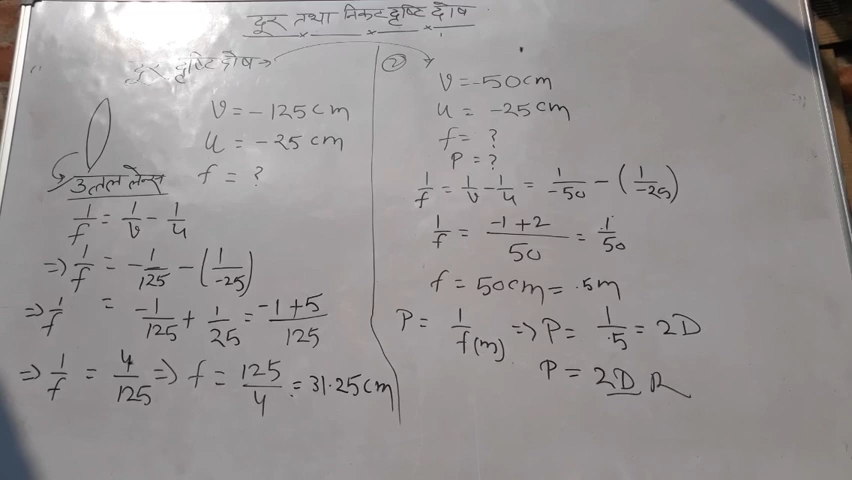 दूर तथा निकट दृष्टि दोष
दूर दृष्टि दोष →
v = -125 cm
u = -25 cm
f = ?
उत्तल लेन्स
1/f = 1/v - 1/u
⇒ 1/f = -1/125 - (1/-25)
⇒ 1/f = -1/125 + 1/25 = -1+5/125
⇒ 1/f = 4/125 ⇒ f = 125/4 = 31.25 cm
②
v = -50 cm
u = -25 cm
f = ?
P = ?
1/f = 1/v - 1/u = 1/-50 - (1/-25)
1/f = -1+2/50 = 1/50
f = 50 cm = .5m
P = 1/f(m) ⇒ P = 1/.5 = 2D
P = 2D